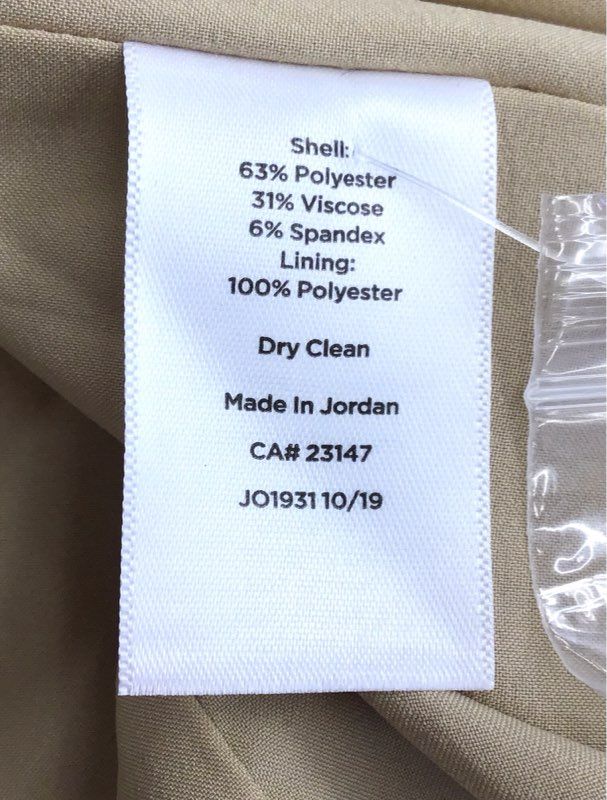 Shell:
63% Polyester
31% Viscose
6% Spandex
Lining:
100% Polyester
Dry Clean
Made In Jordan
CA# 23147
JO1931 10/19